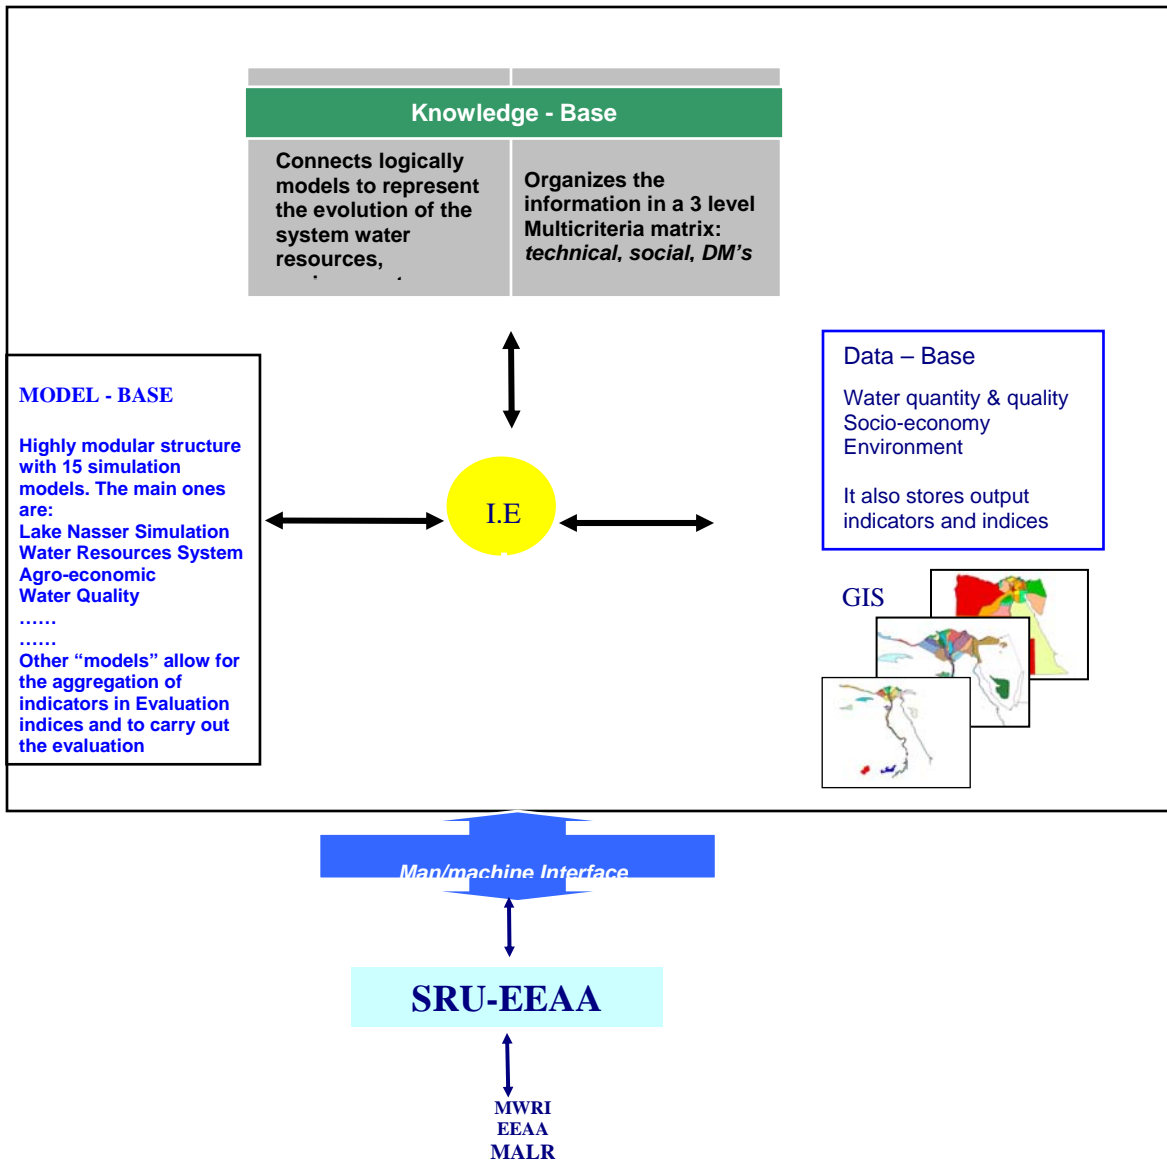 Knowledge - Base
Connects logically
models to represent
the evolution of the
system water
resources,
Organizes the
information in a 3 level
Multicriteria matrix:
technical, social, DM's
MODEL - BASE
Highly modular structure
with 15 simulation
models. The main ones
are:
Lake Nasser Simulation
Water Resources System
Agro-economic
Water Quality
......
......
Other “models” allow for
the aggregation of
indicators in Evaluation
indices and to carry out
the evaluation
I.E
Data – Base
Water quantity & quality
Socio-economy
Environment
It also stores output
indicators and indices
GIS
Man/machine Interface
SRU-EEAA
MWRI
EEAA
MALR